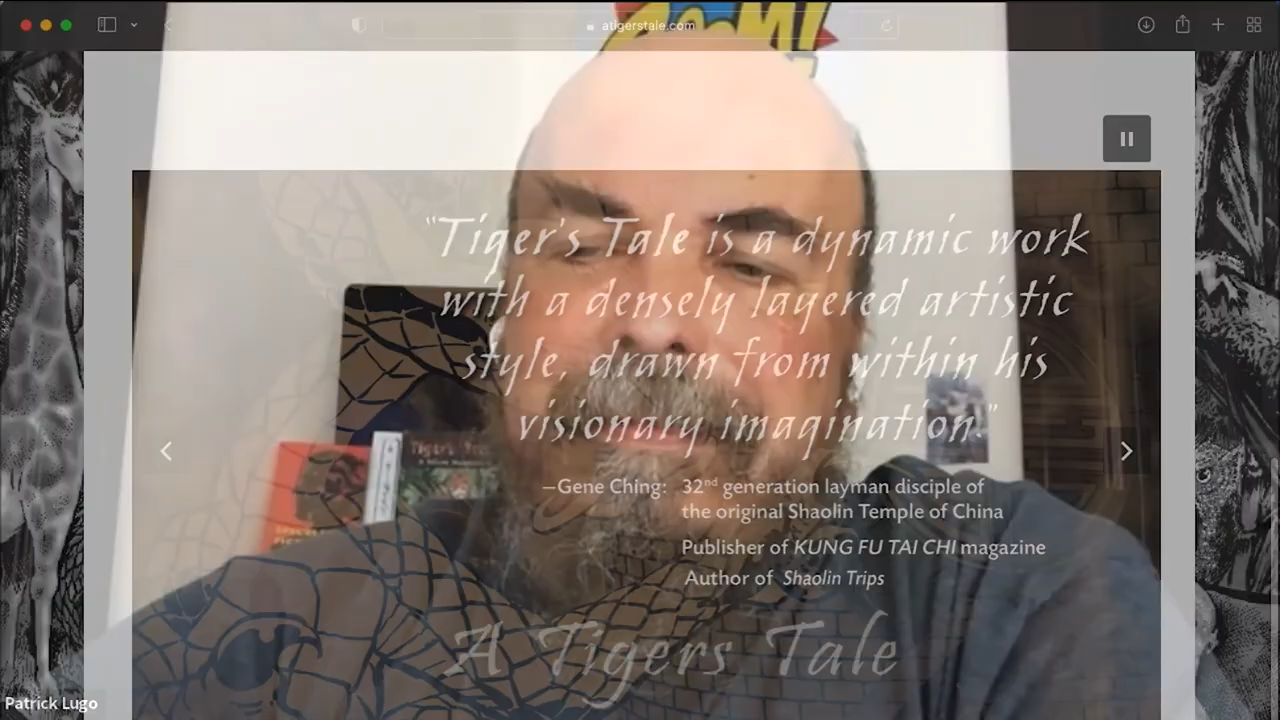 atigerstale.com
"Tiger's Tale is a dynamic work
with a densely layered artistic
style, drawn from within his
visionary imagination."
—Gene Ching: 32nd generation layman disciple of
the original Shaolin Temple of China
Publisher of KUNG FU TAI CHI magazine
Author of Shaolin Trips
A Tigers Tale
Patrick Lugo